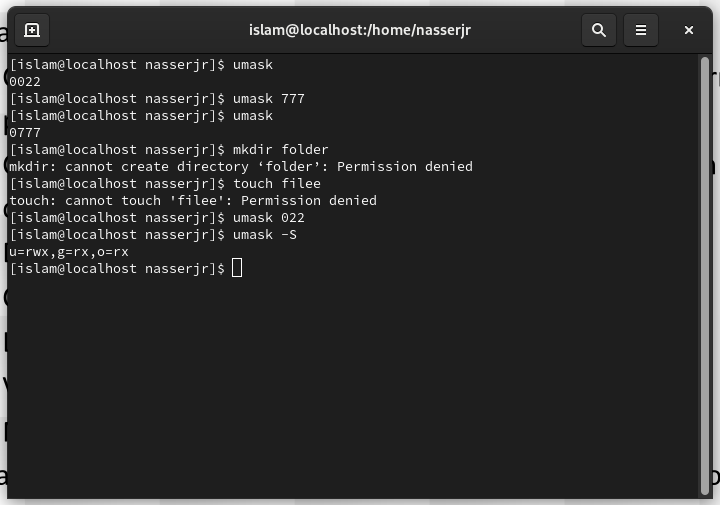 islam@localhost:/home/nasserjr
[islam@localhost nasserjr]$ umask
0022
[islam@localhost nasserjr]$ umask 777
[islam@localhost nasserjr]$ umask
0777
[islam@localhost nasserjr]$ mkdir folder
mkdir: cannot create directory ‘folder’: Permission denied
[islam@localhost nasserjr]$ touch filee
touch: cannot touch 'filee': Permission denied
[islam@localhost nasserjr]$ umask 022
[islam@localhost nasserjr]$ umask -S
u=rwx,g=rx,o=rx
[islam@localhost nasserjr]$